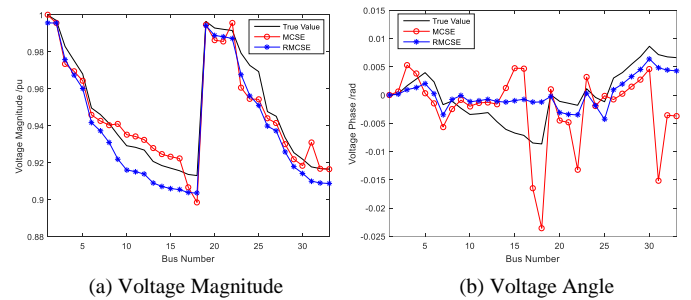 True Value
MCSE
RMCSE
Voltage Magnitude /pu
1
0.98
0.96
0.94
0.92
0.9
0.88
5 10 15 20 25 30
Bus Number
(a) Voltage Magnitude
True Value
MCSE
RMCSE
Voltage Phase /rad
0.015
0.01
0.005
0
-0.005
-0.01
-0.015
-0.02
-0.025
5 10 15 20 25 30
Bus Number
(b) Voltage Angle